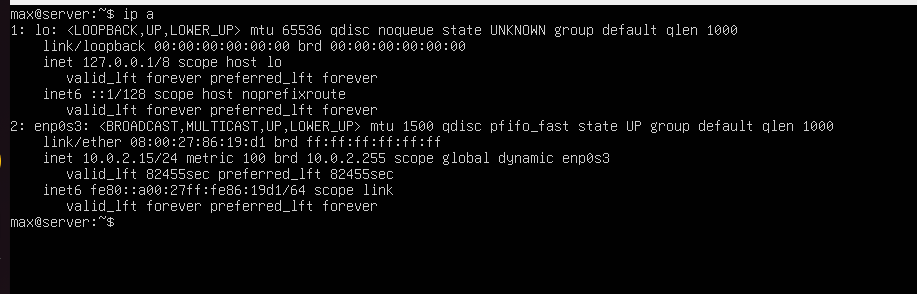 max@server:~$ ip a
1: lo: <LOOPBACK,UP,LOWER_UP> mtu 65536 qdisc noqueue state UNKNOWN group default qlen 1000
    link/loopback 00:00:00:00:00:00 brd 00:00:00:00:00:00
    inet 127.0.0.1/8 scope host lo
       valid_lft forever preferred_lft forever
    inet6 ::1/128 scope host noprefixroute
       valid_lft forever preferred_lft forever
2: enp0s3: <BROADCAST,MULTICAST,UP,LOWER_UP> mtu 1500 qdisc pfifo_fast state UP group default qlen 1000
    link/ether 08:00:27:86:19:d1 brd ff:ff:ff:ff:ff:ff
    inet 10.0.2.15/24 metric 100 brd 10.0.2.255 scope global dynamic enp0s3
       valid_lft 82455sec preferred_lft 82455sec
    inet6 fe80::a00:27ff:fe86:19d1/64 scope link
       valid_lft forever preferred_lft forever
max@server:~$